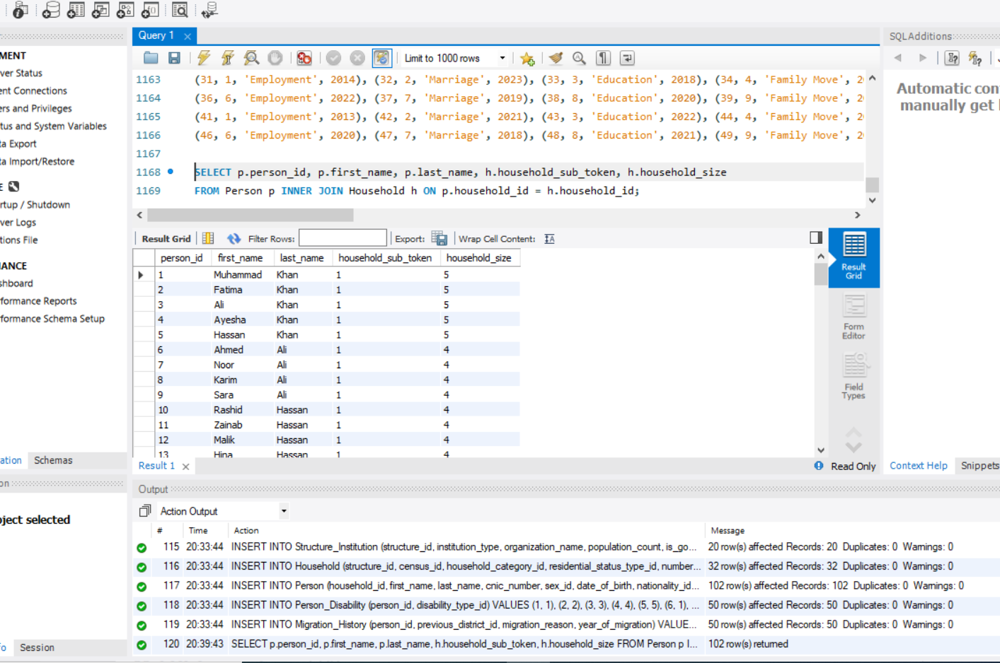 Query 1
SQLAdditions
MENT
ver Status
Limit to 1000 rows
ent Connections
ers and Privileges
tus and System Variables
ta Export
ta Import/Restore
E
rtup / Shutdown
ver Logs
tions File
IANCE
shboard
formance Reports
formance Schema Setup
1163 (31, 1, 'Employment', 2014), (32, 2, 'Marriage', 2023), (33, 3, 'Education', 2018), (34, 4, 'Family Move', 2
1164 (36, 6, 'Employment', 2022), (37, 7, 'Marriage', 2019), (38, 8, 'Education', 2020), (39, 9, 'Family Move', 2
1165 (41, 1, 'Employment', 2013), (42, 2, 'Marriage', 2021), (43, 3, 'Education', 2022), (44, 4, 'Family Move', 2
1166 (46, 6, 'Employment', 2020), (47, 7, 'Marriage', 2018), (48, 8, 'Education', 2021), (49, 9, 'Family Move', 2
1167
1168 SELECT p.person_id, p.first_name, p.last_name, h.household_sub_token, h.household_size
1169 FROM Person p INNER JOIN Household h ON p.household_id = h.household_id;
Automatic con
manually get
Result Grid Filter Rows: Export: Wrap Cell Content:
person_id first_name last_name household_sub_token household_size
1 Muhammad Khan 1 5
2 Fatima Khan 1 5
3 Ali Khan 1 5
4 Ayesha Khan 1 5
5 Hassan Khan 1 5
6 Ahmed Ali 1 4
7 Noor Ali 1 4
8 Karim Ali 1 4
9 Sara Ali 1 4
10 Rashid Hassan 1 4
11 Zainab Hassan 1 4
12 Malik Hassan 1 4
13 Hina Hassan 1 4
Result
Grid
Form
Editor
Field
Types
ation Schemas
Result 1
Read Only
Context Help Snippets
on
ject selected
fo Session
Output
Action Output
# Time Action Message
115 20:33:44 INSERT INTO Structure_Institution (structure_id, institution_type, organization_name, population_count, is_go... 20 row(s) affected Records: 20 Duplicates: 0 Warnings: 0
116 20:33:44 INSERT INTO Household (structure_id, census_id, household_category_id, residential_status_type_id, number... 32 row(s) affected Records: 32 Duplicates: 0 Warnings: 0
117 20:33:44 INSERT INTO Person (household_id, first_name, last_name, cnic_number, sex_id, date_of_birth, nationality_id... 102 row(s) affected Records: 102 Duplicates: 0 Warnings: 0
118 20:33:44 INSERT INTO Person_Disability (person_id, disability_type_id) VALUES (1, 1), (2, 2), (3, 3), (4, 4), (5, 5), (6, 1), ... 50 row(s) affected Records: 50 Duplicates: 0 Warnings: 0
119 20:33:44 INSERT INTO Migration_History (person_id, previous_district_id, migration_reason, year_of_migration) VALUE... 50 row(s) affected Records: 50 Duplicates: 0 Warnings: 0
120 20:39:43 SELECT p.person_id, p.first_name, p.last_name, h.household_sub_token, h.household_size FROM Person p I... 102 row(s) returned